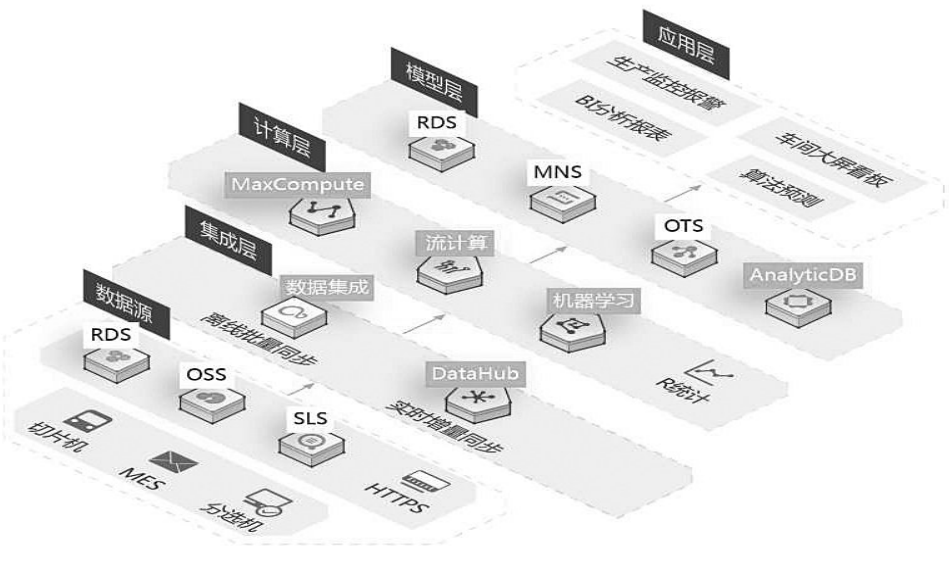 应用层
生产监控报警
BI分析报表
车间大屏看板
算法预测
模型层
RDS
MNS
OTS
AnalyticDB
计算层
MaxCompute
流计算
机器学习
R统计
集成层
数据集成
离线批量同步
DataHub
实时增量同步
数据源
RDS
OSS
SLS
HTTPS
切片机
MES
分选机